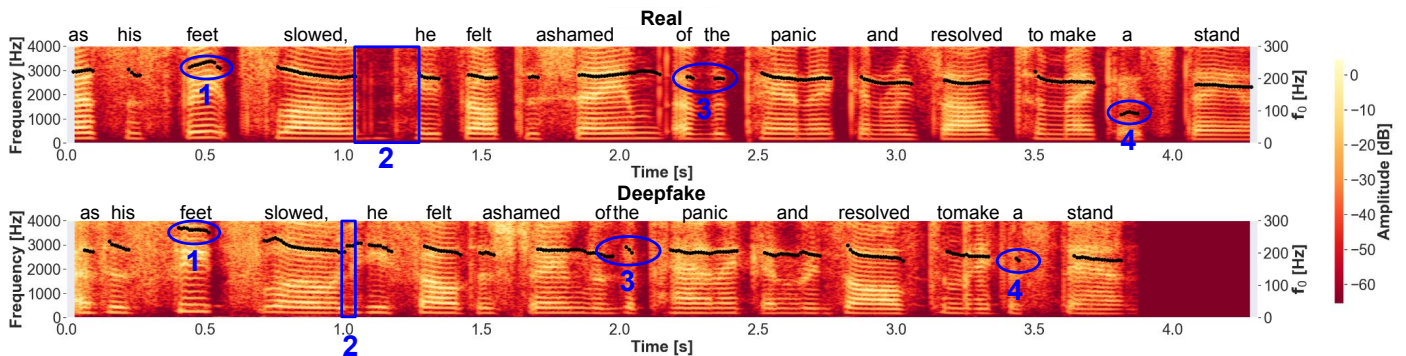 Real
as his feet slowed, he felt ashamed of the panic and resolved to make a stand
Frequency [Hz]
4000
3000
2000
1000
0
1
2
3
4
300
200
100
0
f0 [Hz]
0.0 0.5 1.0 1.5 2.0 2.5 3.0 3.5 4.0
Time [s]
Deepfake
as his feet slowed, he felt ashamed ofthe panic and resolved tomake a stand
Frequency [Hz]
4000
3000
2000
1000
0
1
2
3
4
300
200
100
0
f0 [Hz]
0.0 0.5 1.0 1.5 2.0 2.5 3.0 3.5 4.0
Time [s]
0
−10
−20
−30
−40
−50
−60
Amplitude [dB]